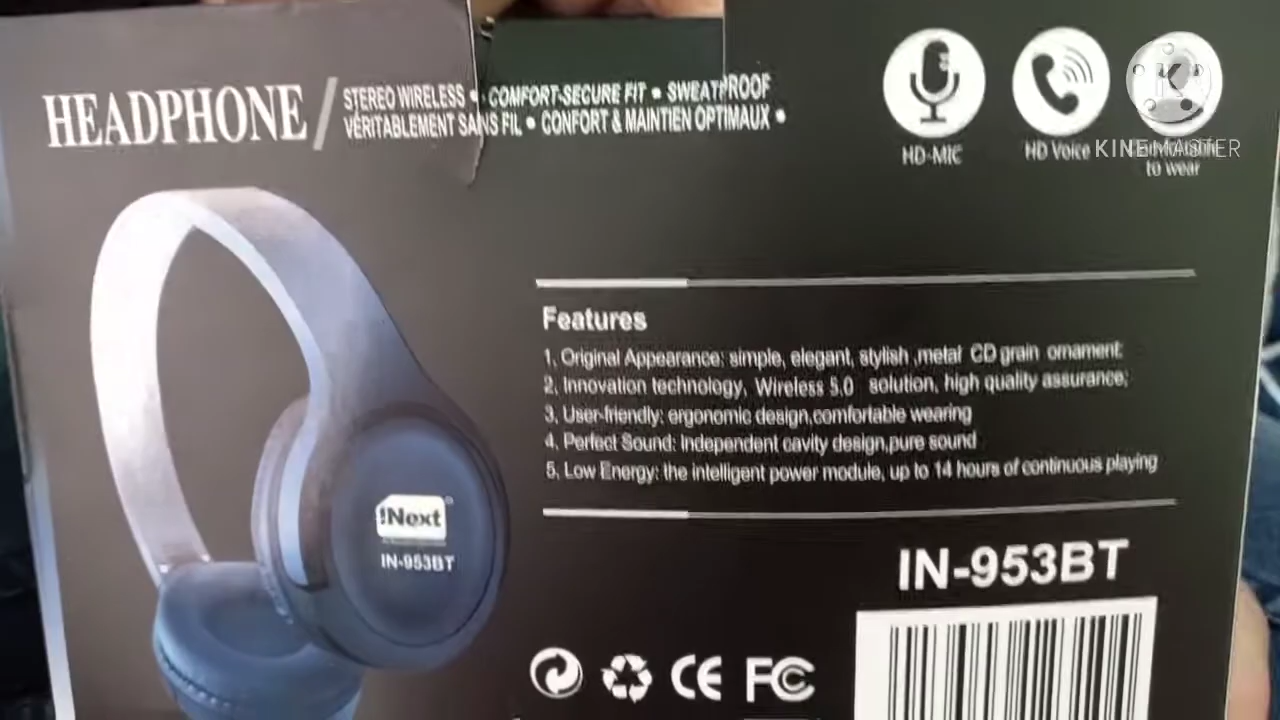 HEADPHONE
STEREO WIRELESS • COMFORT-SECURE FIT • SWEATPROOF
VÉRITABLEMENT SANS FIL • CONFORT & MAINTIEN OPTIMAUX •
HD-MIC
HD Voice
to wear
KINEMASTER
K
Features
1, Original Appearance: simple, elegant, stylish ,metal CD grain ornament;
2, Innovation technology, Wireless 5.0 solution, high quality assurance;
3, User-friendly: ergonomic design,comfortable wearing
4, Perfect Sound: Independent cavity design,pure sound
5, Low Energy: the intelligent power module, up to 14 hours of continuous playing
iNext
IN-953BT
IN-953BT
CE FC